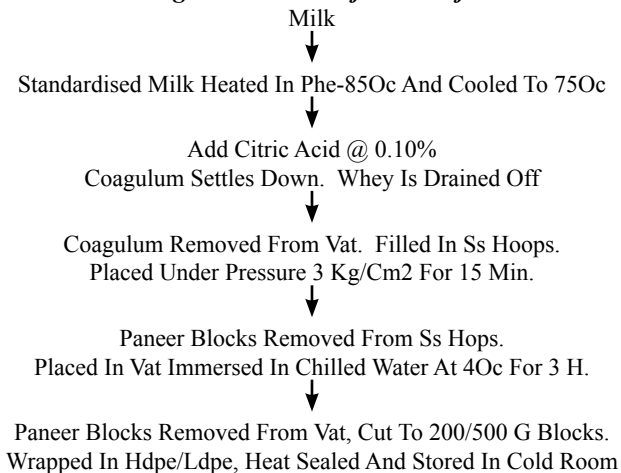 Milk
Standardised Milk Heated In Phe-85Oc And Cooled To 75Oc
Add Citric Acid @ 0.10%
Coagulum Settles Down. Whey Is Drained Off
Coagulum Removed From Vat. Filled In Ss Hoops.
Placed Under Pressure 3 Kg/Cm2 For 15 Min.
Paneer Blocks Removed From Ss Hops.
Placed In Vat Immersed In Chilled Water At 4Oc For 3 H.
Paneer Blocks Removed From Vat, Cut To 200/500 G Blocks.
Wrapped In Hdpe/Ldpe, Heat Sealed And Stored In Cold Room